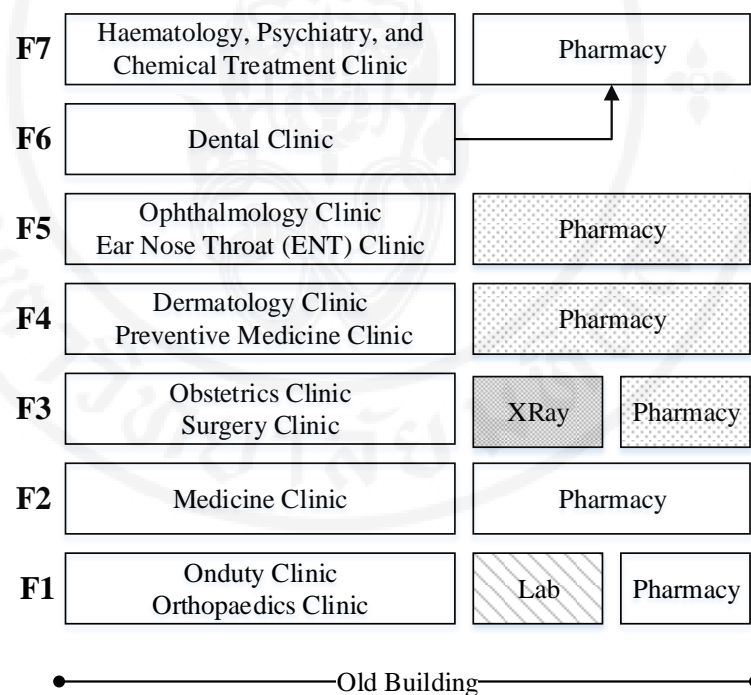 F7
Haematology, Psychiatry, and
Chemical Treatment Clinic
Pharmacy
F6
Dental Clinic
F5
Ophthalmology Clinic
Ear Nose Throat (ENT) Clinic
Pharmacy
F4
Dermatology Clinic
Preventive Medicine Clinic
Pharmacy
F3
Obstetrics Clinic
Surgery Clinic
XRay
Pharmacy
F2
Medicine Clinic
Pharmacy
F1
Onduty Clinic
Orthopaedics Clinic
Lab
Pharmacy
Old Building